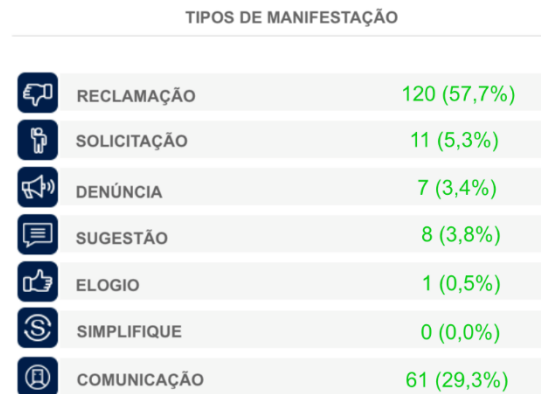 TIPOS DE MANIFESTAÇÃO
RECLAMAÇÃO 120 (57,7%)
SOLICITAÇÃO 11 (5,3%)
DENÚNCIA 7 (3,4%)
SUGESTÃO 8 (3,8%)
ELOGIO 1 (0,5%)
SIMPLIFIQUE 0 (0,0%)
COMUNICAÇÃO 61 (29,3%)